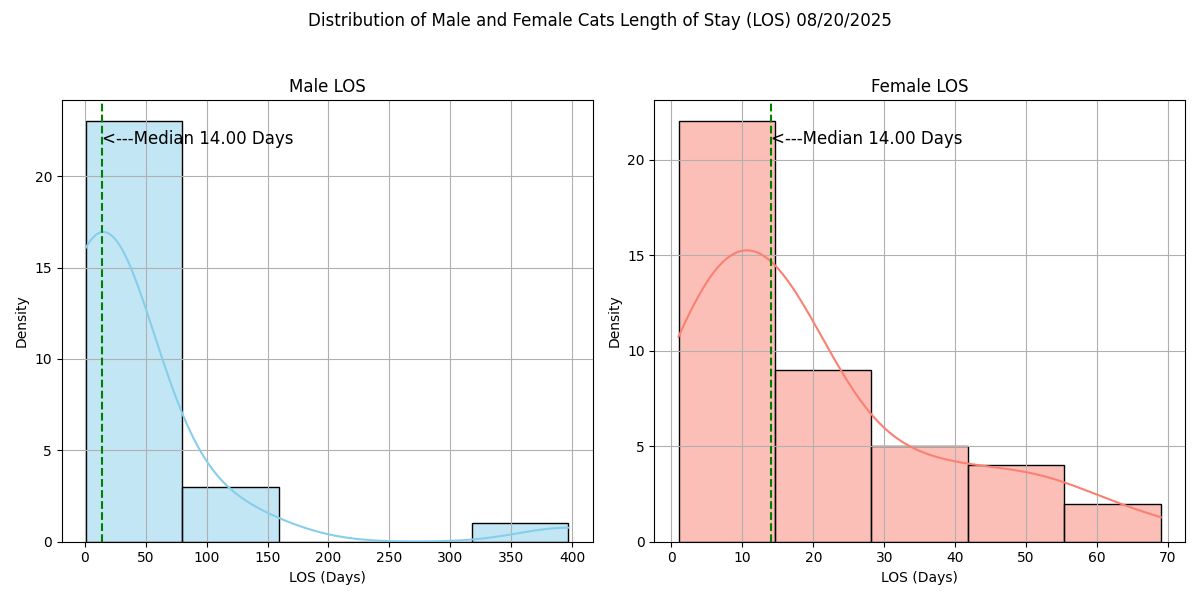 Distribution of Male and Female Cats Length of Stay (LOS) 08/20/2025
Male LOS
<---Median 14.00 Days
Density
20
15
10
5
0
0 50 100 150 200 250 300 350 400
LOS (Days)
Female LOS
<---Median 14.00 Days
Density
20
15
10
5
0
0 10 20 30 40 50 60 70
LOS (Days)